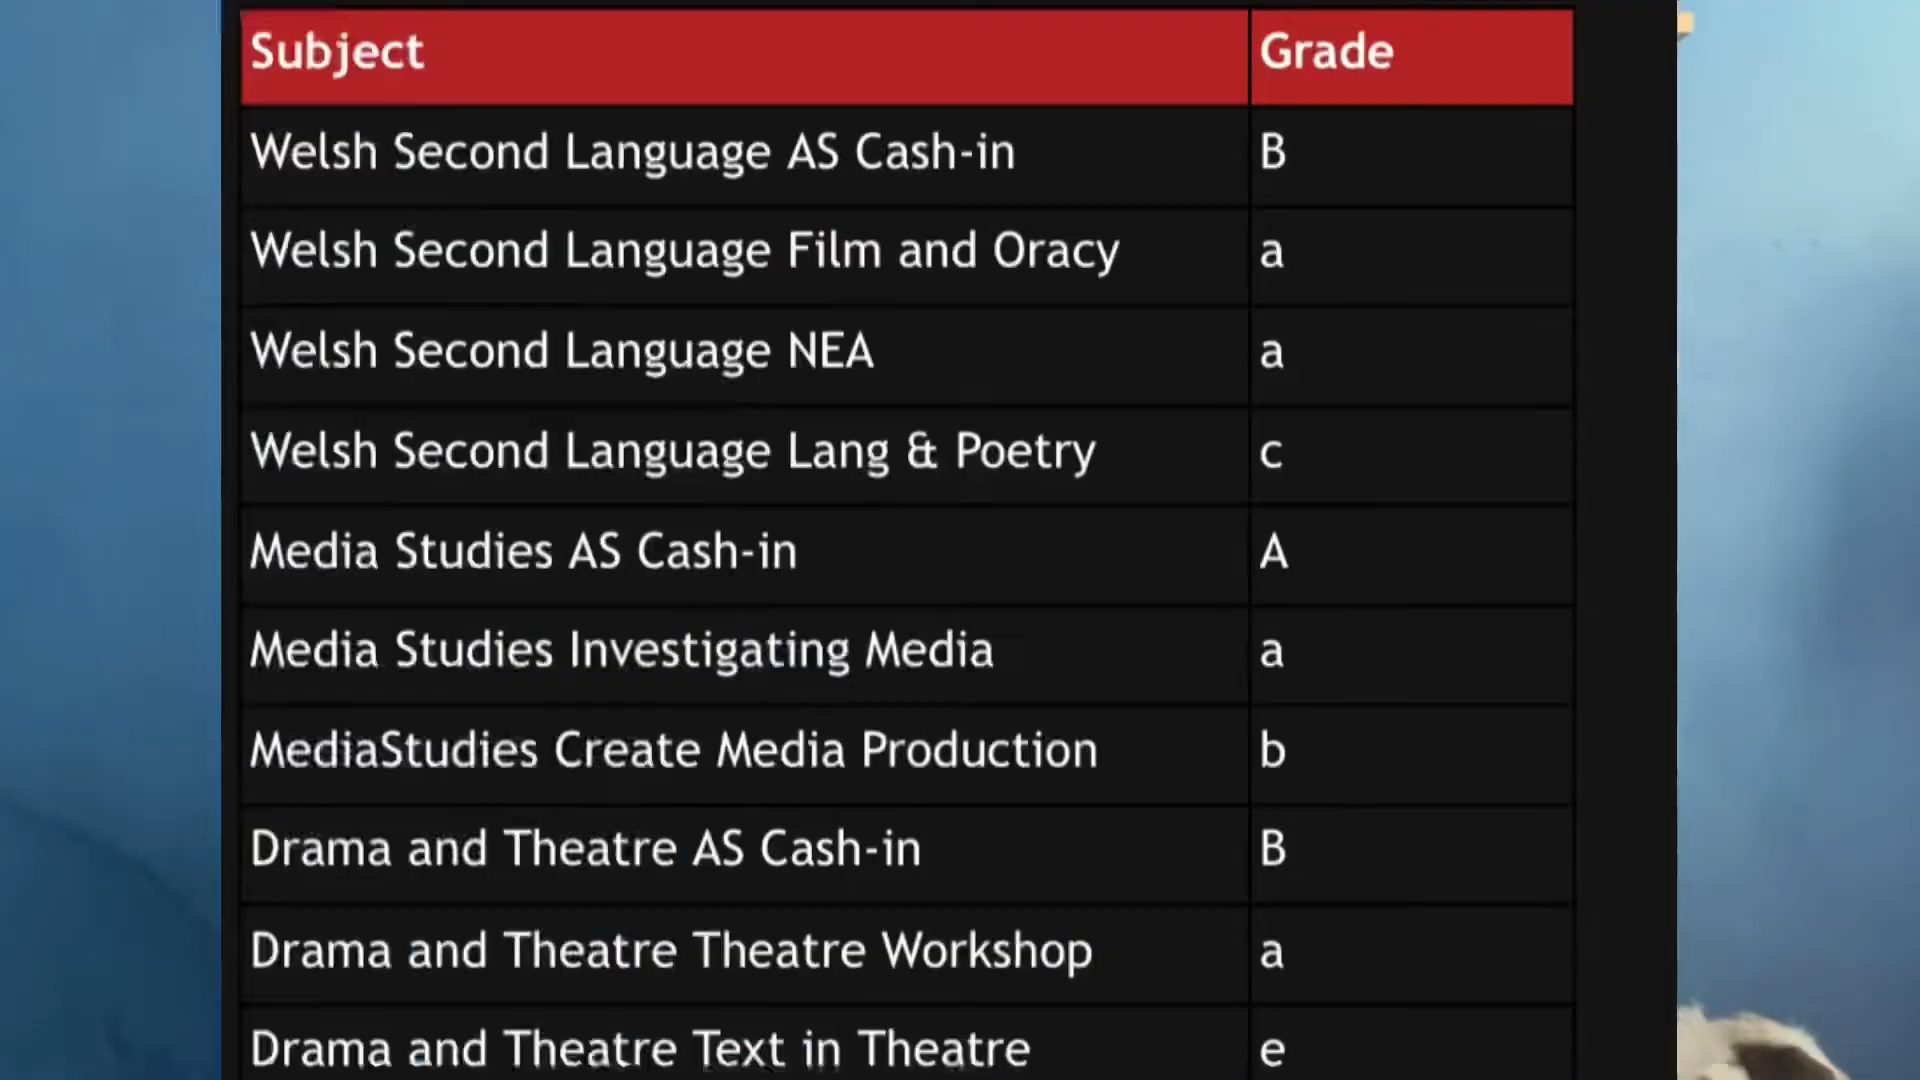 Subject Grade
Welsh Second Language AS Cash-in B
Welsh Second Language Film and Oracy a
Welsh Second Language NEA a
Welsh Second Language Lang & Poetry c
Media Studies AS Cash-in A
Media Studies Investigating Media a
MediaStudies Create Media Production b
Drama and Theatre AS Cash-in B
Drama and Theatre Theatre Workshop a
Drama and Theatre Text in Theatre e